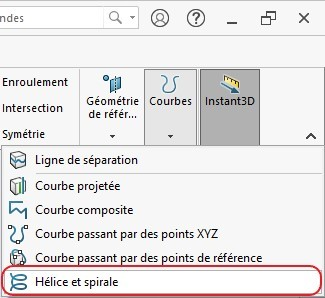 ndes
Enroulement
Intersection
Symétrie
Géométrie
de référ...
Courbes
Instant3D
Ligne de séparation
Courbe projetée
Courbe composite
Courbe passant par des points XYZ
Courbe passant par des points de référence
Hélice et spirale